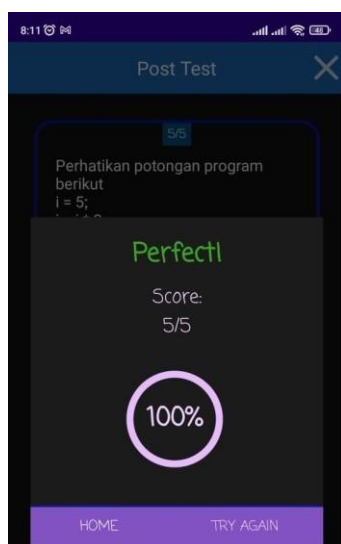 8:11
48
Post Test
5/5
Perhatikan potongan program
berikut
i = 5;
Perfect!
Score:
5/5
100%
HOME
TRY AGAIN